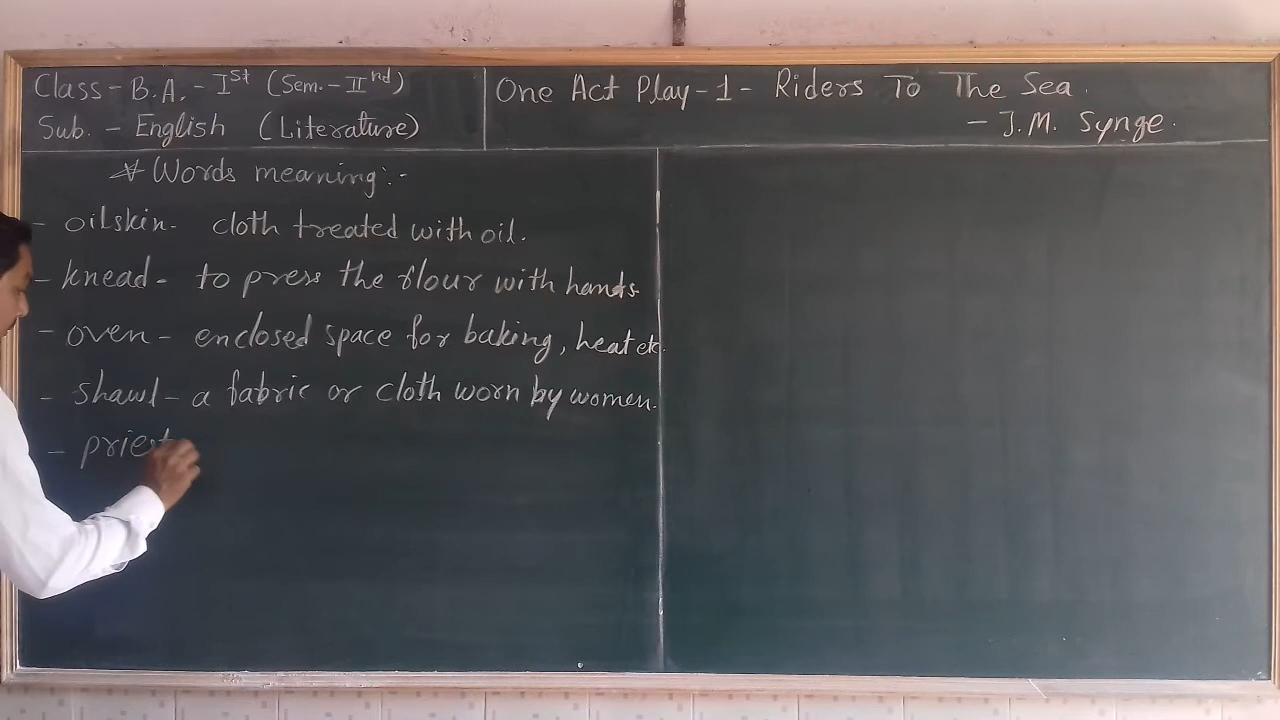 Class - B.A. - Ist (Sem. - IInd)
Sub. - English (Literature)
One Act Play - 1 - Riders To The Sea.
- J.M. Synge.
* Words meaning :-
- oilskin - cloth treated with oil.
- knead - to press the flour with hands.
- oven - enclosed space for baking, heat etc.
- shawl - a fabric or cloth worn by women.
- priest